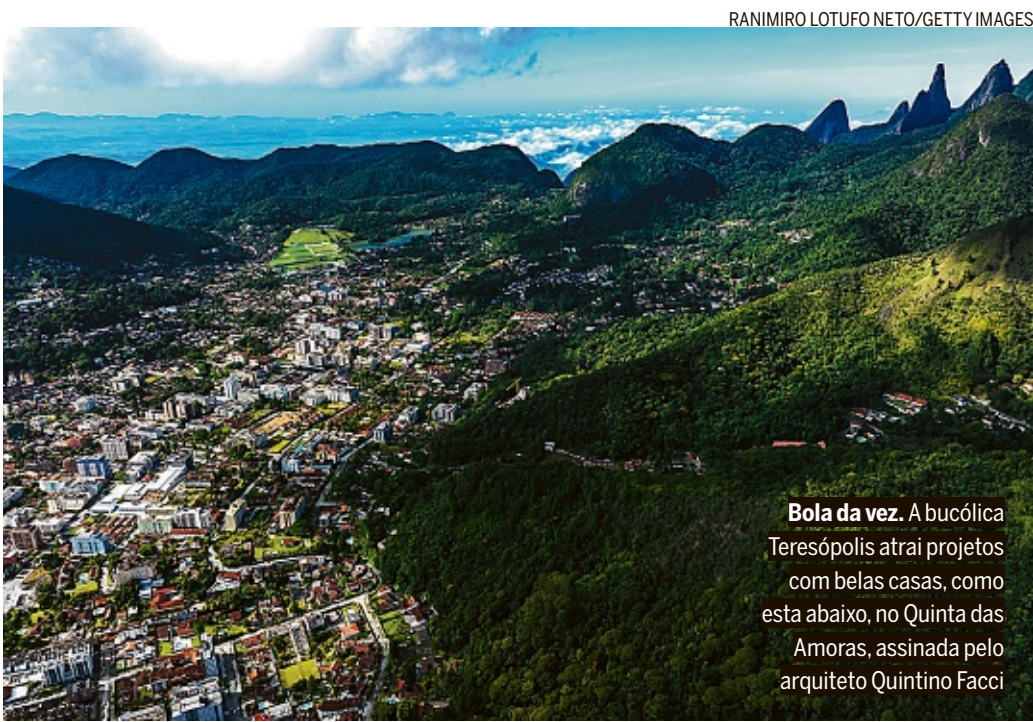 RANIMIRO LOTUFO NETO/GETTY IMAGES
Bola da vez. A bucólica
Teresópolis atrai projetos
com belas casas, como
esta abaixo, no Quinta das
Amoras, assinada pelo
arquiteto Quintino Facci